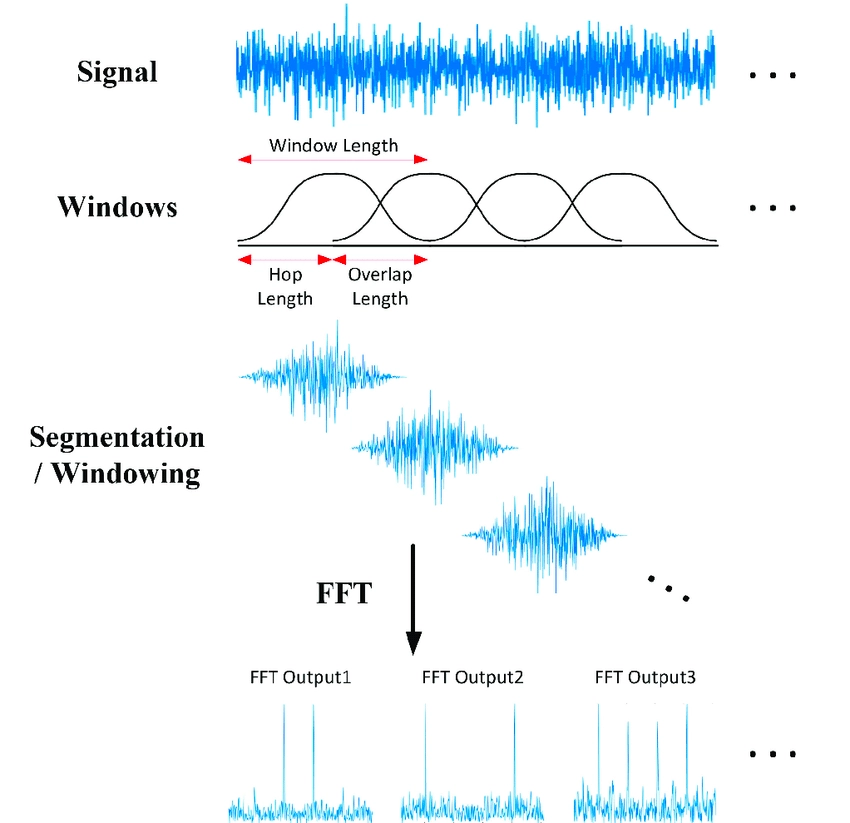 Signal
Window Length
Windows
Hop
Length
Overlap
Length
Segmentation
/ Windowing
FFT
FFT Output1
FFT Output2
FFT Output3